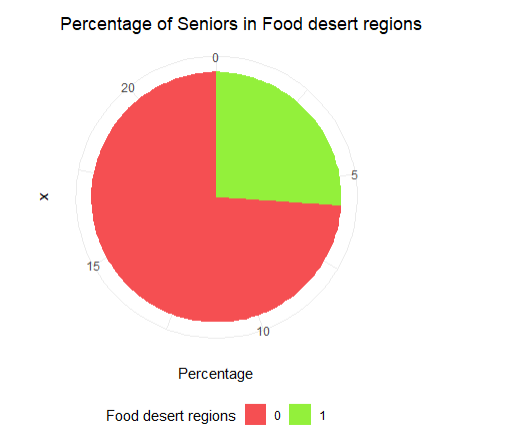 Percentage of Seniors in Food desert regions
0
20
5
x
15
10
Percentage
Food desert regions 0 1